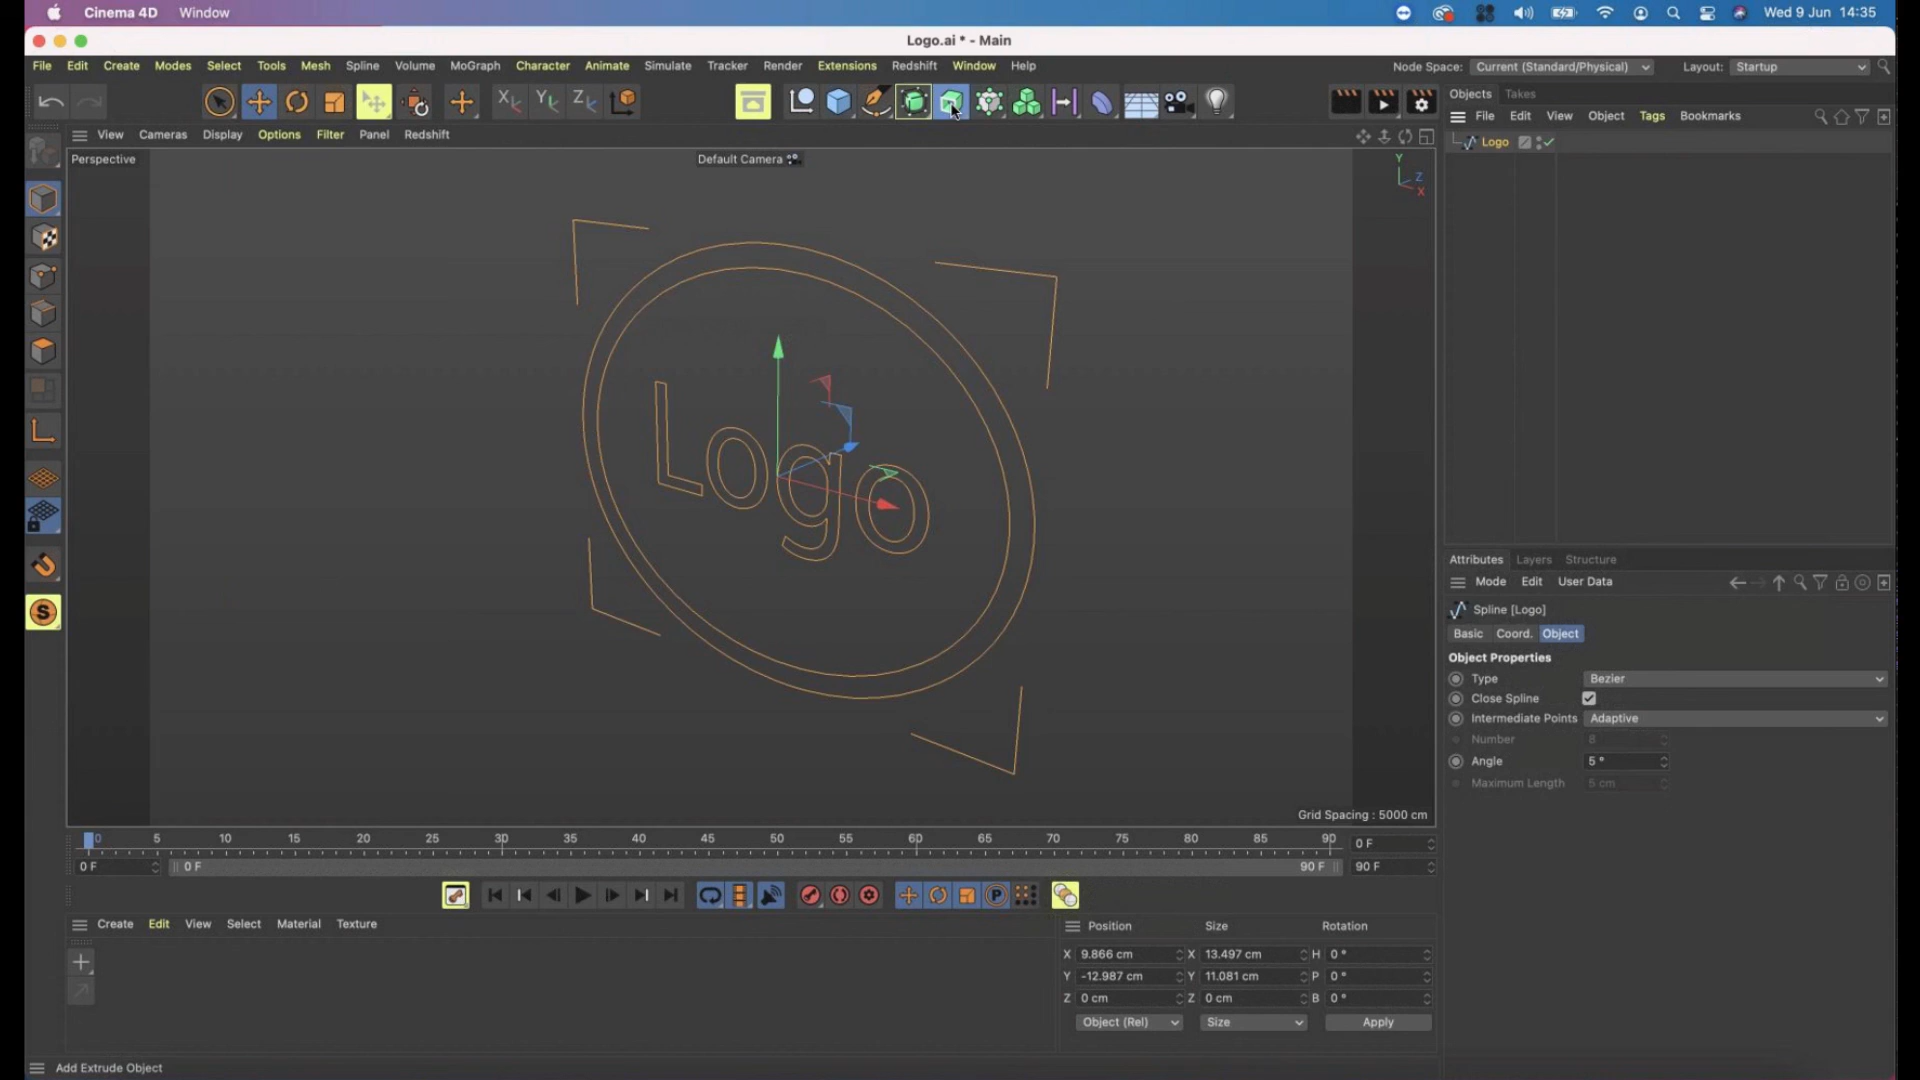 Cinema 4D Window Wed 9 Jun 14:35
Logo.ai * - Main
File Edit Create Modes Select Tools Mesh Spline Volume MoGraph Character Animate Simulate Tracker Render Extensions Redshift Window Help Node Space: Current (Standard/Physical) Layout: Startup
X Y Z
Objects Takes
File Edit View Object Tags Bookmarks
Logo
View Cameras Display Options Filter Panel Redshift
Perspective Default Camera
Y
Z
X
Logo
Grid Spacing : 5000 cm
S
Attributes Layers Structure
Mode Edit User Data
Spline [Logo]
Basic Coord. Object
Object Properties
Type Bezier
Close Spline
Intermediate Points Adaptive
Number 8
Angle 5 °
Maximum Length 5 cm
0 5 10 15 20 25 30 35 40 45 50 55 60 65 70 75 80 85 90 0 F
0 F 0 F 90 F 90 F
P
Create Edit View Select Material Texture
Position Size Rotation
X 9.866 cm X 13.497 cm H 0 °
Y -12.987 cm Y 11.081 cm P 0 °
Z 0 cm Z 0 cm B 0 °
Object (Rel) Size Apply
Add Extrude Object